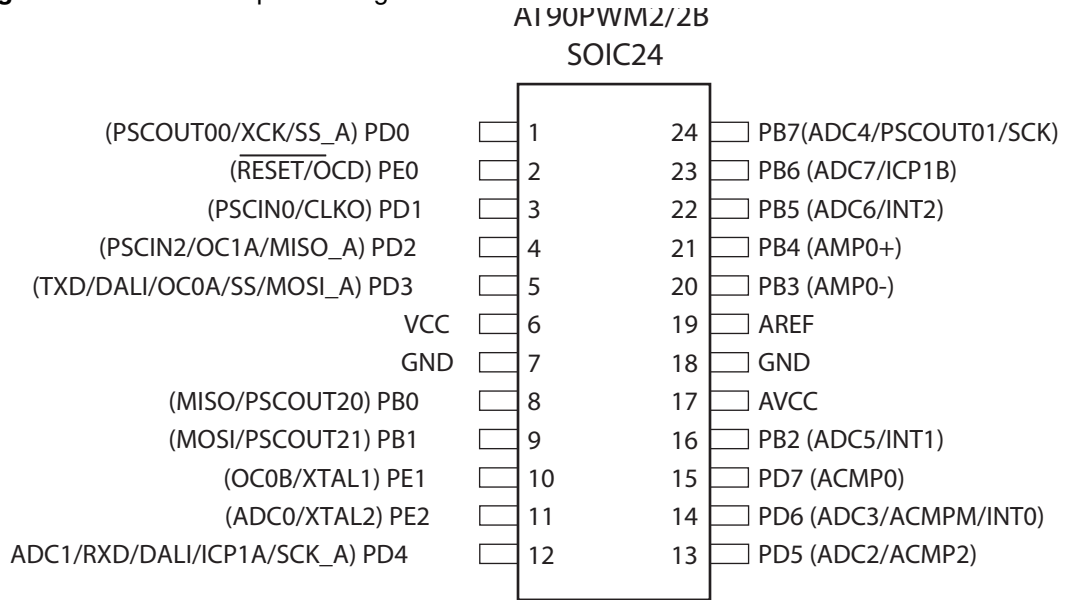 AT90PWM2/2B
SOIC24
(PSCOUT00/XCK/SS_A) PD0 1 24 PB7(ADC4/PSCOUT01/SCK)
(RESET/OCD) PE0 2 23 PB6 (ADC7/ICP1B)
(PSCIN0/CLKO) PD1 3 22 PB5 (ADC6/INT2)
(PSCIN2/OC1A/MISO_A) PD2 4 21 PB4 (AMP0+)
(TXD/DALI/OC0A/SS/MOSI_A) PD3 5 20 PB3 (AMP0-)
VCC 6 19 AREF
GND 7 18 GND
(MISO/PSCOUT20) PB0 8 17 AVCC
(MOSI/PSCOUT21) PB1 9 16 PB2 (ADC5/INT1)
(OC0B/XTAL1) PE1 10 15 PD7 (ACMP0)
(ADC0/XTAL2) PE2 11 14 PD6 (ADC3/ACMPM/INT0)
ADC1/RXD/DALI/ICP1A/SCK_A) PD4 12 13 PD5 (ADC2/ACMP2)